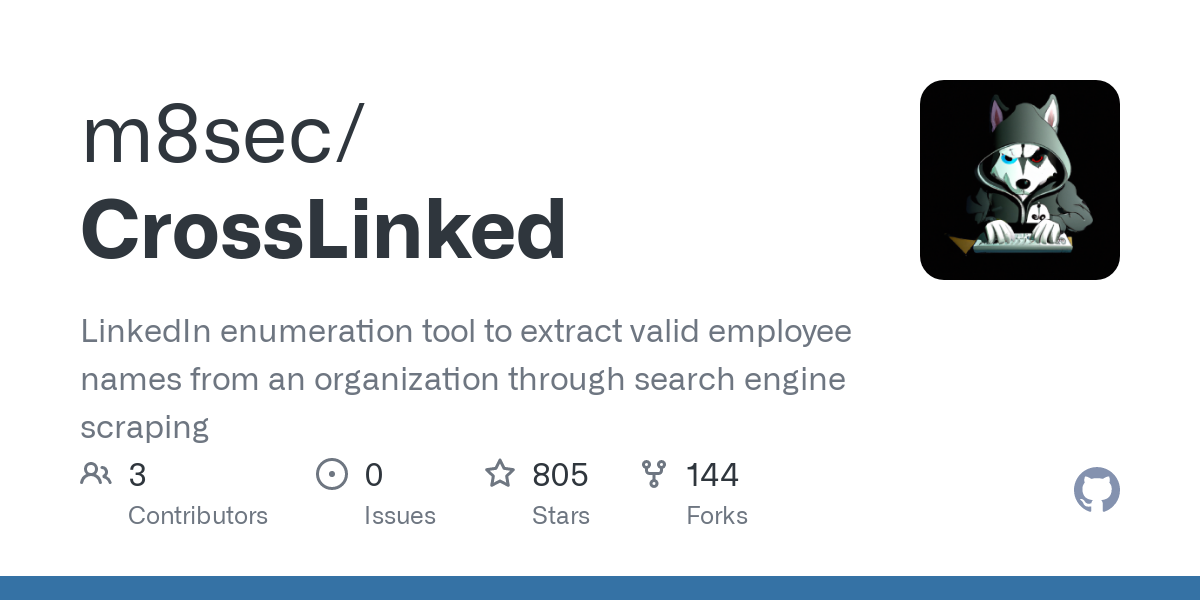 m8sec/
CrossLinked
LinkedIn enumeration tool to extract valid employee
names from an organization through search engine
scraping
3 0 805 144
Contributors Issues Stars Forks